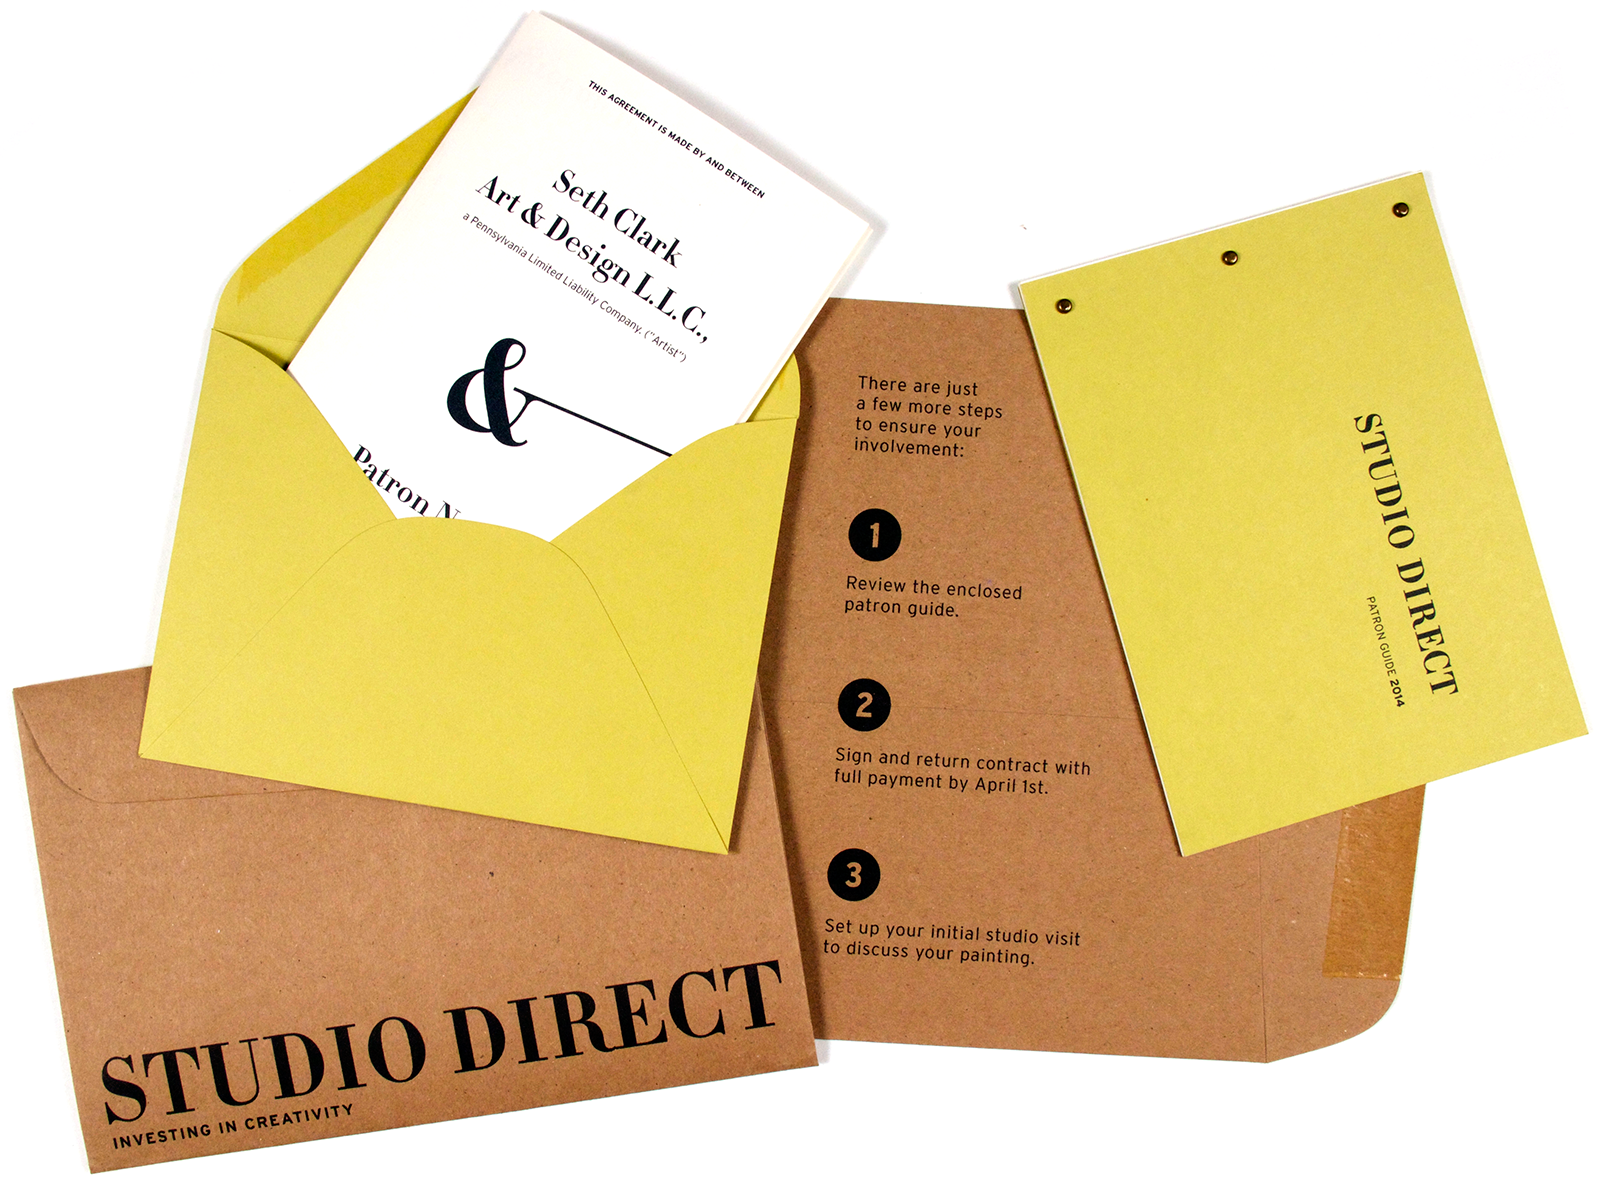 THIS AGREEMENT IS MADE BY AND BETWEEN
Seth Clark
Art & Design L.L.C.,
a Pennsylvania Limited Liability Company, ("Artist")
&
Patron
There are just
a few more steps
to ensure your
involvement:
1
Review the enclosed
patron guide.
2
Sign and return contract with
full payment by April 1st.
3
Set up your initial studio visit
to discuss your painting.
STUDIO DIRECT
PATRON GUIDE 2014
STUDIO DIRECT
INVESTING IN CREATIVITY